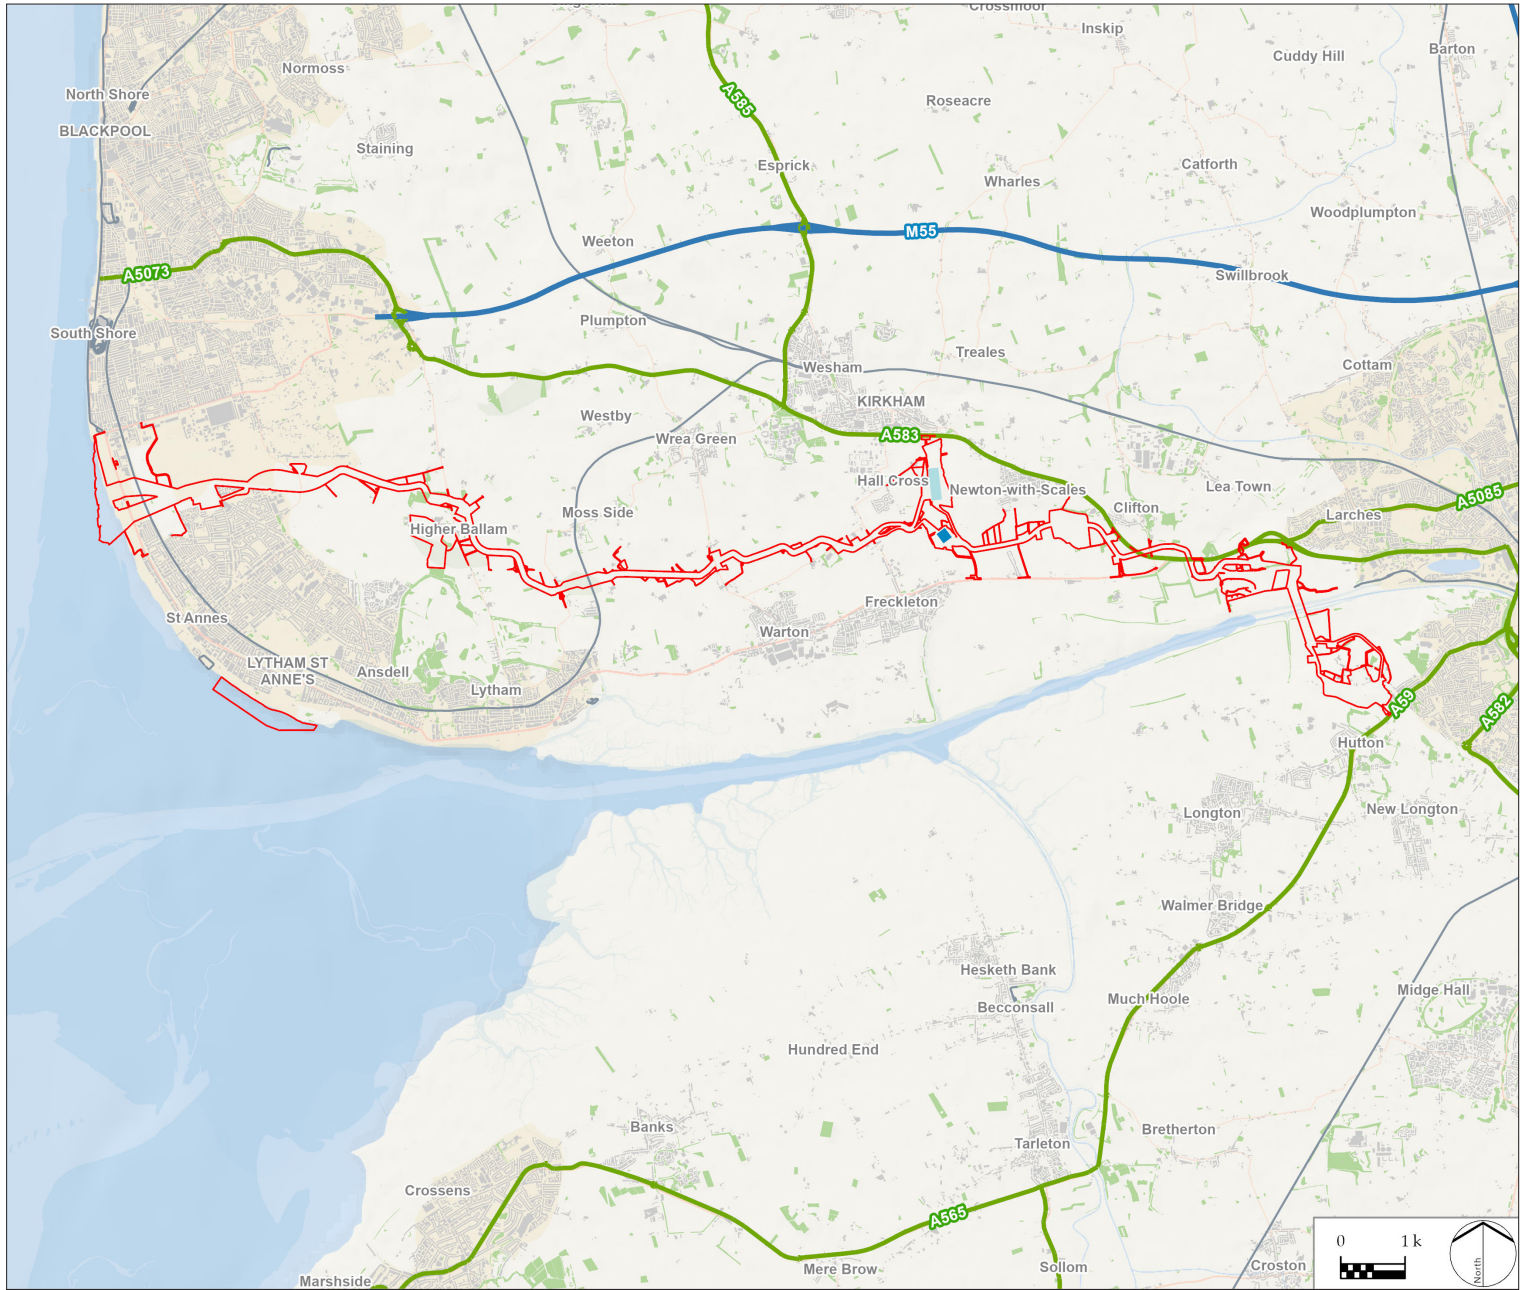 Crossmoor
Inskip
Barton
Cuddy Hill
Normoss
A585
North Shore
Roseacre
BLACKPOOL
Staining
Esprick
Catforth
Wharles
Woodplumpton
M55
Weeton
A5073
Swillbrook
Plumpton
South Shore
Treales
Wesham
Cottam
KIRKHAM
Westby
A583
Wrea Green
Hall Cross
Newton-with-Scales
Lea Town
A5085
Clifton
Moss Side
Larches
Higher Ballam
Freckleton
St Annes
Warton
LYTHAM ST
ANNE'S
Ansdell
Lytham
A59
A582
Hutton
Longton
New Longton
Walmer Bridge
Hesketh Bank
Midge Hall
Much Hoole
Becconsall
Hundred End
Banks
Bretherton
Tarleton
Crossens
A565
0 1 k
North
Croston
Sollom
Mere Brow
Marshside